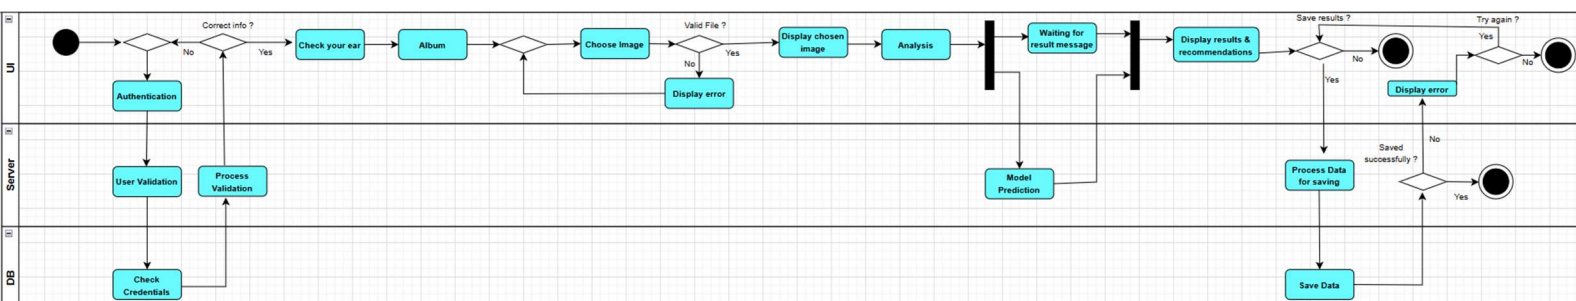 UI
Correct info ?
No
Yes
Authentication
Check your ear
Album
Choose Image
Valid File ?
Yes
No
Display error
Display chosen
image
Analysis
Waiting for
result message
Display results &
recommendations
Save results ?
No
Yes
Try again ?
Yes
No
Display error
Server
User Validation
Process
Validation
Model
Prediction
Process Data
for saving
Saved
successfully ?
No
Yes
DB
Check
Credentials
Save Data